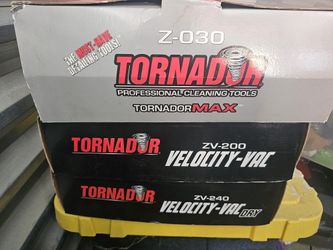 THE MUST-HAVE
DETAILING TOOLS!
Z-030
TORNADOR
PROFESSIONAL CLEANING TOOLS
TORNADORMAX
TORNADOR
ZV-200
VELOCITY-VAC
TORNADOR
ZV-240
VELOCITY-VAC DRY